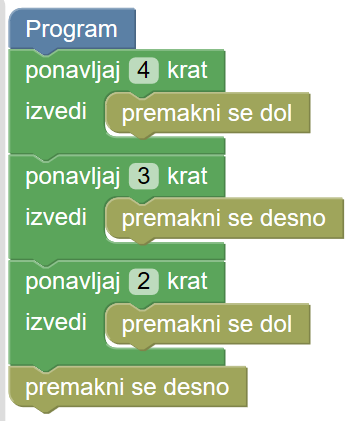 Program
ponavljaj 4 krat
izvedi premakni se dol
ponavljaj 3 krat
izvedi premakni se desno
ponavljaj 2 krat
izvedi premakni se dol
premakni se desno